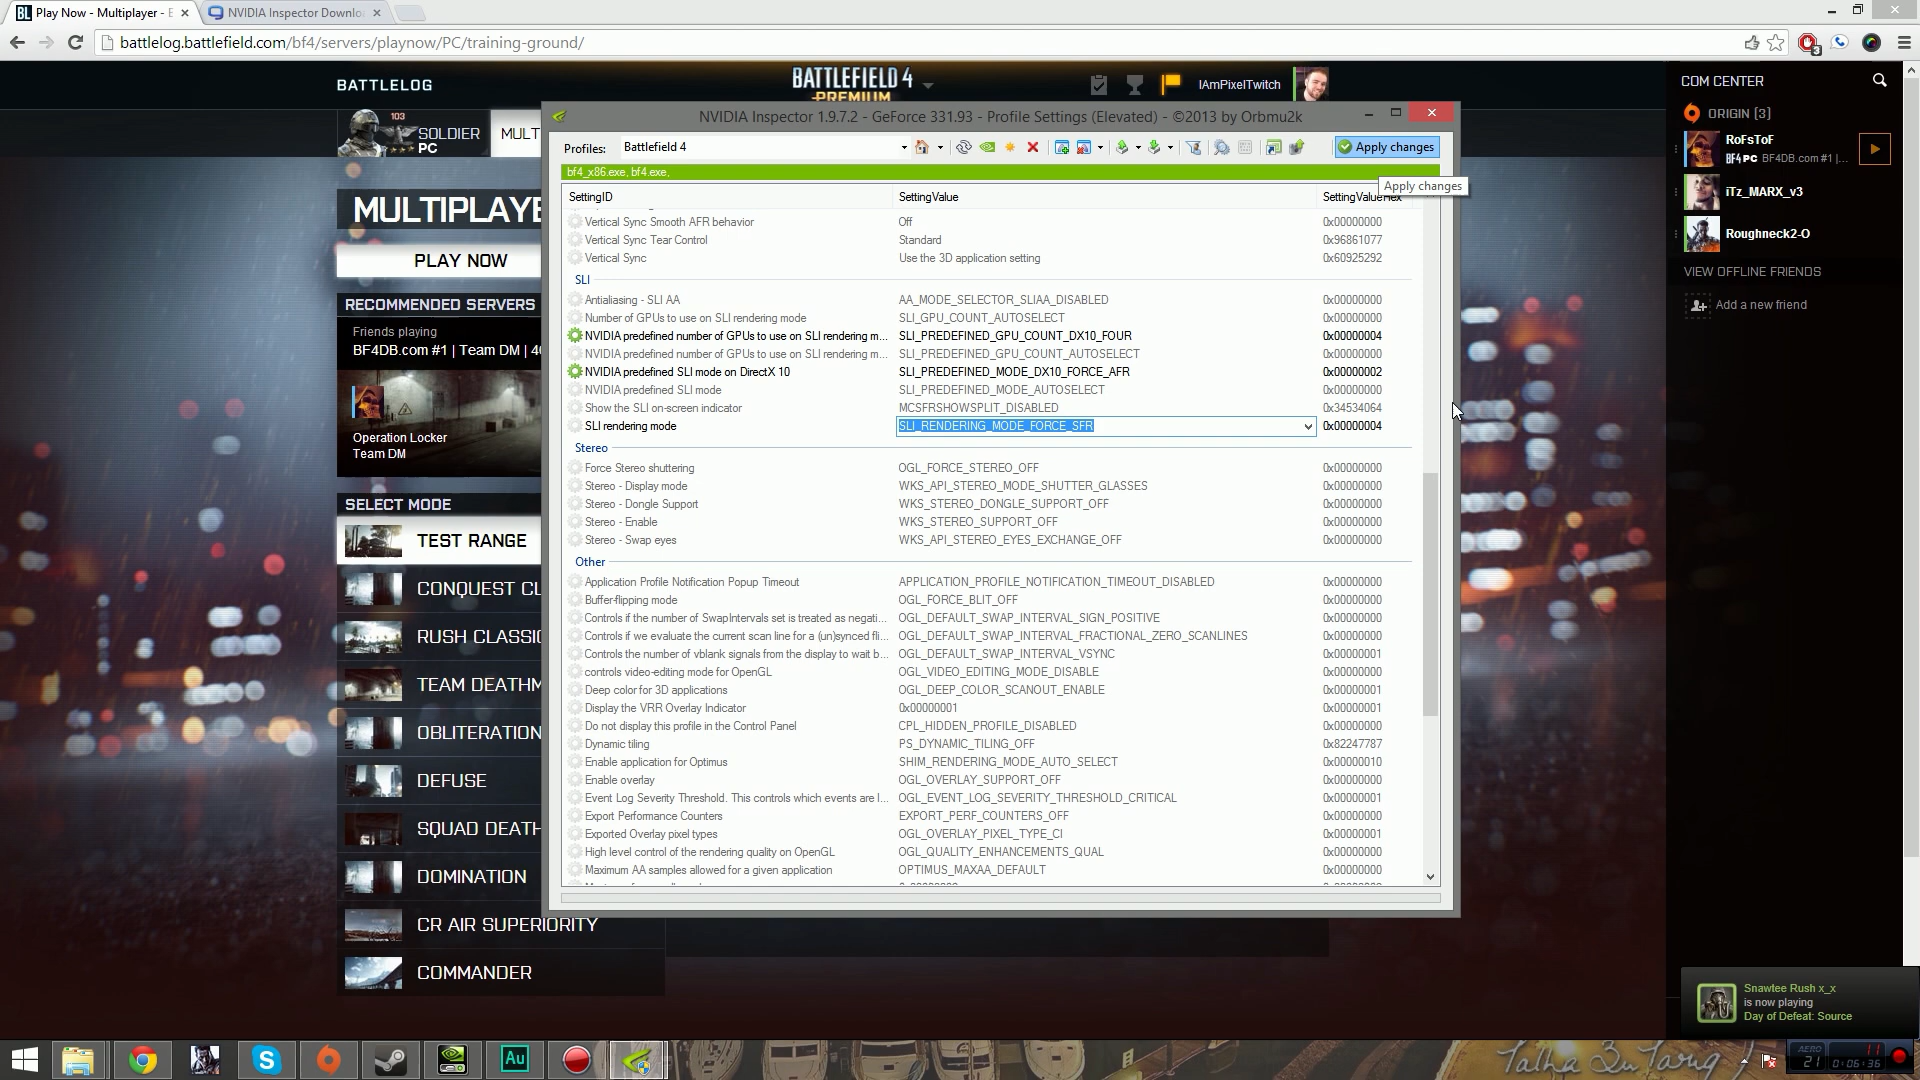 Play Now - Multiplayer - E
NVIDIA Inspector Downlo
battlelog.battlefield.com/bf4/servers/playnow/PC/training-ground/
3
BATTLELOG
BATTLEFIELD 4
PREMIUM
IAmPixelTwitch
COM CENTER
103
SOLDIER
PC
MULT
ORIGIN [3]
RoFsToF
BF4 PC BF4DB.com #1 |...
iTz_MARX_v3
Roughneck2-O
VIEW OFFLINE FRIENDS
Add a new friend
MULTIPLAYE
PLAY NOW
RECOMMENDED SERVERS
Friends playing
BF4DB.com #1 | Team DM | 4
Operation Locker
Team DM
SELECT MODE
TEST RANGE
CONQUEST CL
RUSH CLASSIC
TEAM DEATHM
OBLITERATION
DEFUSE
SQUAD DEATH
DOMINATION
CR AIR SUPERIORITY
COMMANDER
NVIDIA Inspector 1.9.7.2 - GeForce 331.93 - Profile Settings (Elevated) - ©2013 by Orbmu2k
Profiles: Battlefield 4
Apply changes
bf4_x86.exe, bf4.exe,
Apply changes
SettingID SettingValue SettingValueHex
Vertical Sync Smooth AFR behavior Off 0x00000000
Vertical Sync Tear Control Standard 0x96861077
Vertical Sync Use the 3D application setting 0x60925292
SLI
Antialiasing - SLI AA AA_MODE_SELECTOR_SLIAA_DISABLED 0x00000000
Number of GPUs to use on SLI rendering mode SLI_GPU_COUNT_AUTOSELECT 0x00000000
NVIDIA predefined number of GPUs to use on SLI rendering m... SLI_PREDEFINED_GPU_COUNT_DX10_FOUR 0x00000004
NVIDIA predefined number of GPUs to use on SLI rendering m... SLI_PREDEFINED_GPU_COUNT_AUTOSELECT 0x00000000
NVIDIA predefined SLI mode on DirectX 10 SLI_PREDEFINED_MODE_DX10_FORCE_AFR 0x00000002
NVIDIA predefined SLI mode SLI_PREDEFINED_MODE_AUTOSELECT 0x00000000
Show the SLI on-screen indicator MCSFRSHOWSPLIT_DISABLED 0x34534064
SLI rendering mode SLI_RENDERING_MODE_FORCE_SFR 0x00000004
Stereo
Force Stereo shuttering OGL_FORCE_STEREO_OFF 0x00000000
Stereo - Display mode WKS_API_STEREO_MODE_SHUTTER_GLASSES 0x00000000
Stereo - Dongle Support WKS_STEREO_DONGLE_SUPPORT_OFF 0x00000000
Stereo - Enable WKS_STEREO_SUPPORT_OFF 0x00000000
Stereo - Swap eyes WKS_API_STEREO_EYES_EXCHANGE_OFF 0x00000000
Other
Application Profile Notification Popup Timeout APPLICATION_PROFILE_NOTIFICATION_TIMEOUT_DISABLED 0x00000000
Buffer-flipping mode OGL_FORCE_BLIT_OFF 0x00000000
Controls if the number of SwapIntervals set is treated as negati... OGL_DEFAULT_SWAP_INTERVAL_SIGN_POSITIVE 0x00000000
Controls if we evaluate the current scan line for a (un)synced fli... OGL_DEFAULT_SWAP_INTERVAL_FRACTIONAL_ZERO_SCANLINES 0x00000000
Controls the number of vblank signals from the display to wait b... OGL_DEFAULT_SWAP_INTERVAL_VSYNC 0x00000001
controls video-editing mode for OpenGL OGL_VIDEO_EDITING_MODE_DISABLE 0x00000000
Deep color for 3D applications OGL_DEEP_COLOR_SCANOUT_ENABLE 0x00000001
Display the VRR Overlay Indicator 0x00000001 0x00000001
Do not display this profile in the Control Panel CPL_HIDDEN_PROFILE_DISABLED 0x00000000
Dynamic tiling PS_DYNAMIC_TILING_OFF 0x82247787
Enable application for Optimus SHIM_RENDERING_MODE_AUTO_SELECT 0x00000010
Enable overlay OGL_OVERLAY_SUPPORT_OFF 0x00000000
Event Log Severity Threshold. This controls which events are l... OGL_EVENT_LOG_SEVERITY_THRESHOLD_CRITICAL 0x00000001
Export Performance Counters EXPORT_PERF_COUNTERS_OFF 0x00000000
Exported Overlay pixel types OGL_OVERLAY_PIXEL_TYPE_CI 0x00000001
High level control of the rendering quality on OpenGL OGL_QUALITY_ENHANCEMENTS_QUAL 0x00000000
Maximum AA samples allowed for a given application OPTIMUS_MAXAA_DEFAULT 0x00000000
Snawtee Rush x_x
is now playing
Day of Defeat: Source
Au
AERO
21
11
0:06:36